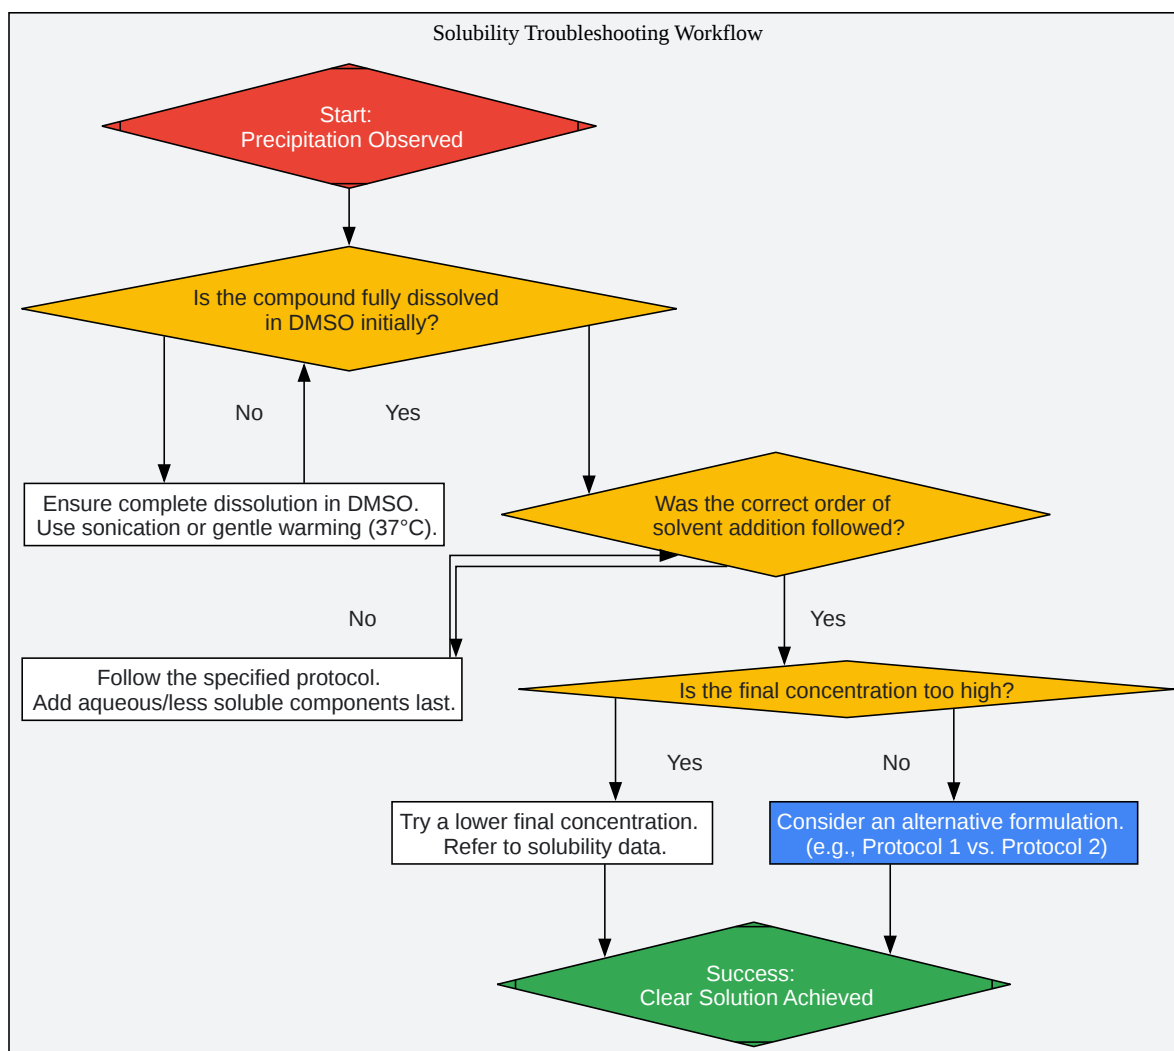 Solubility Troubleshooting Workflow
Start:
Precipitation Observed
Is the compound fully dissolved
in DMSO initially?
No
Yes
Ensure complete dissolution in DMSO.
Use sonication or gentle warming (37°C).
Was the correct order of
solvent addition followed?
No
Yes
Follow the specified protocol.
Add aqueous/less soluble components last.
Is the final concentration too high?
Yes
No
Try a lower final concentration.
Refer to solubility data.
Consider an alternative formulation.
(e.g., Protocol 1 vs. Protocol 2)
Success:
Clear Solution Achieved